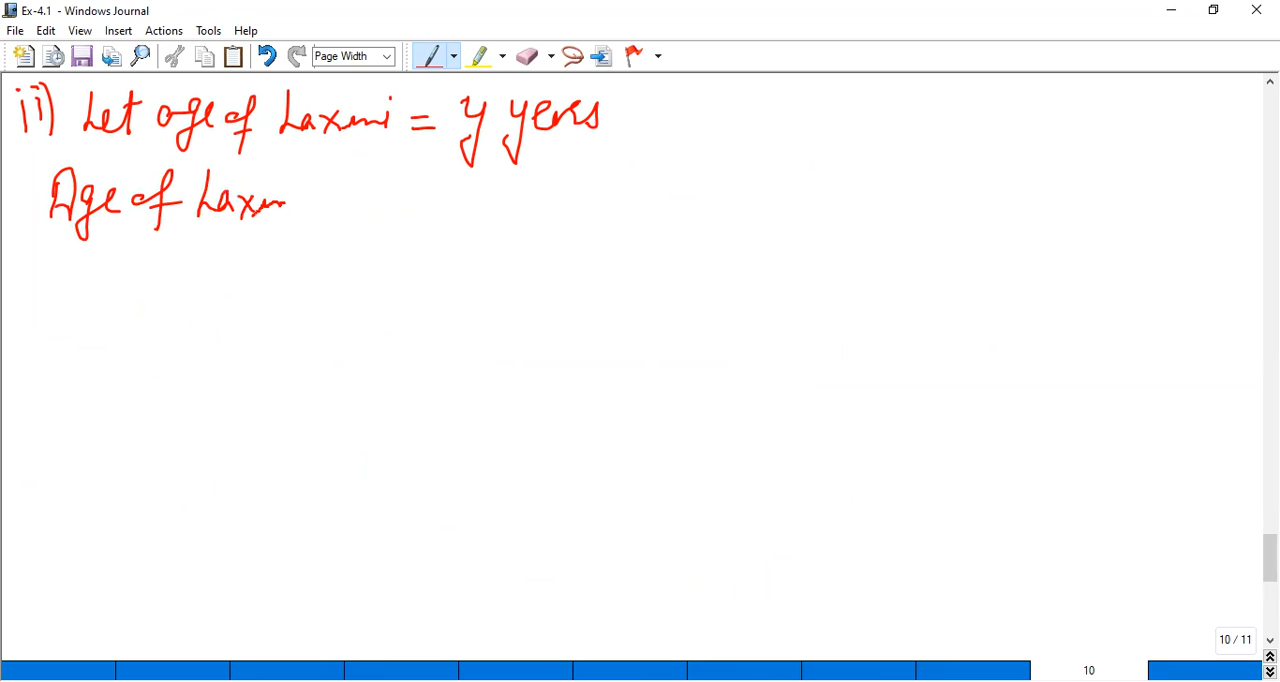 Ex-4.1 - Windows Journal
File Edit View Insert Actions Tools Help
Page Width
ii) Let age of Laxmi = y years
Age of Laxm
10 / 11
10